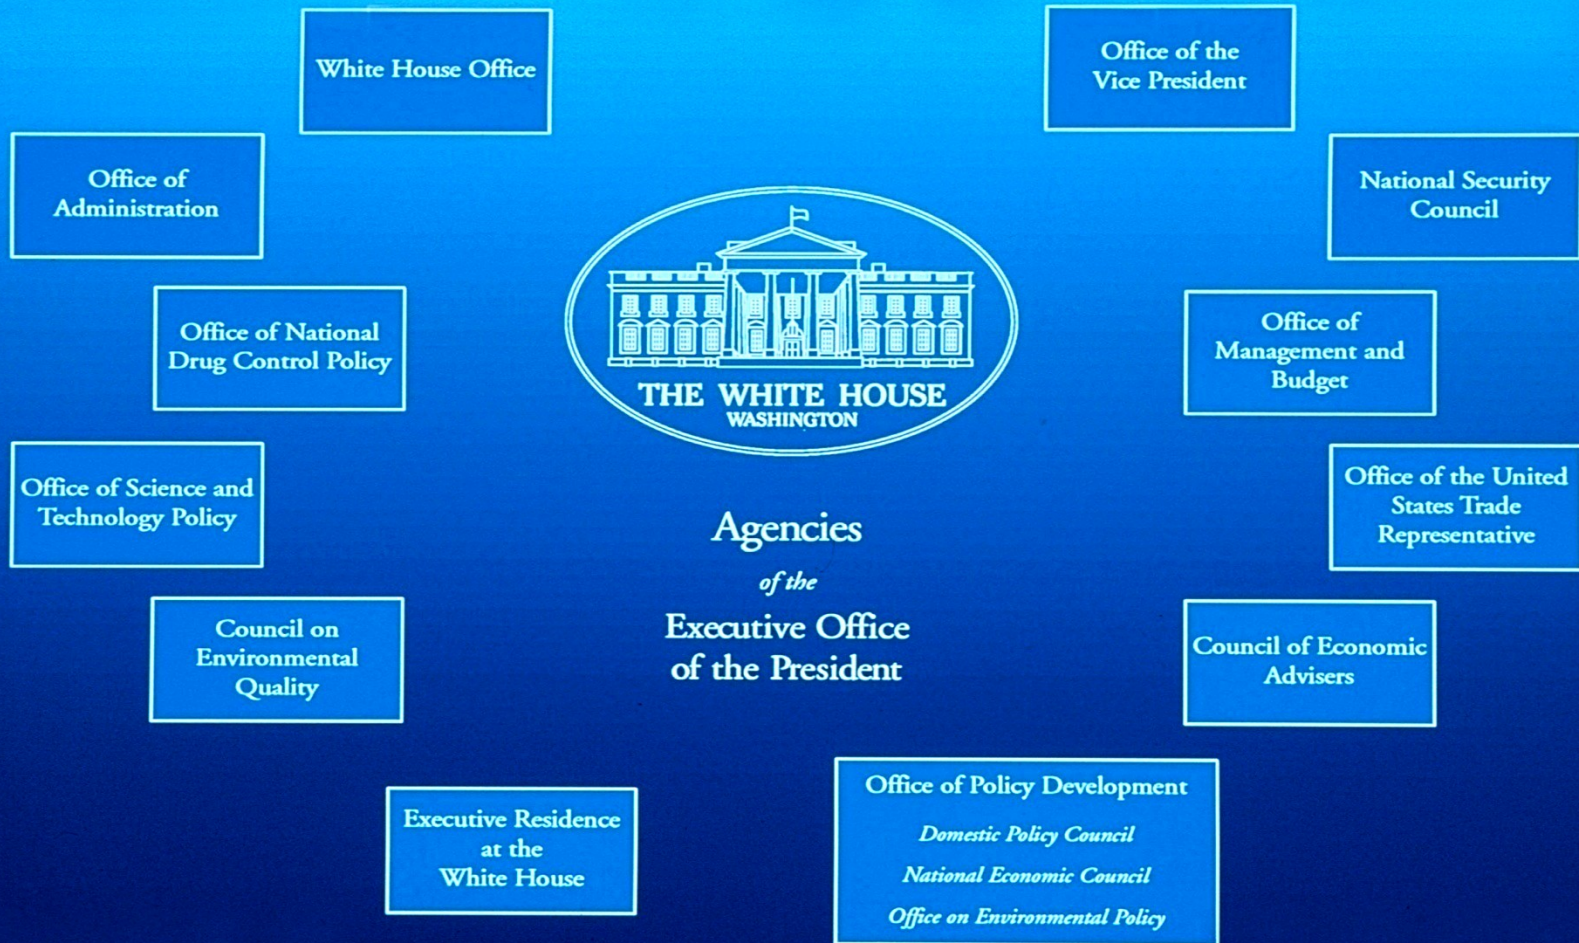 White House Office
Office of the
Vice President
Office of
Administration
National Security
Council
Office of National
Drug Control Policy
Office of
Management and
Budget
THE WHITE HOUSE
WASHINGTON
Office of Science and
Technology Policy
Office of the United
States Trade
Representative
Agencies
of the
Executive Office
of the President
Council on
Environmental
Quality
Council of Economic
Advisers
Executive Residence
at the
White House
Office of Policy Development
Domestic Policy Council
National Economic Council
Office on Environmental Policy